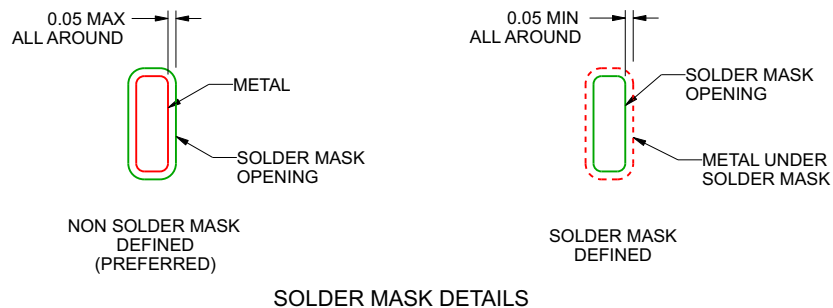 0.05 MAX
ALL AROUND
METAL
SOLDER MASK
OPENING
NON SOLDER MASK
DEFINED
(PREFERRED)
0.05 MIN
ALL AROUND
SOLDER MASK
OPENING
METAL UNDER
SOLDER MASK
SOLDER MASK
DEFINED
SOLDER MASK DETAILS